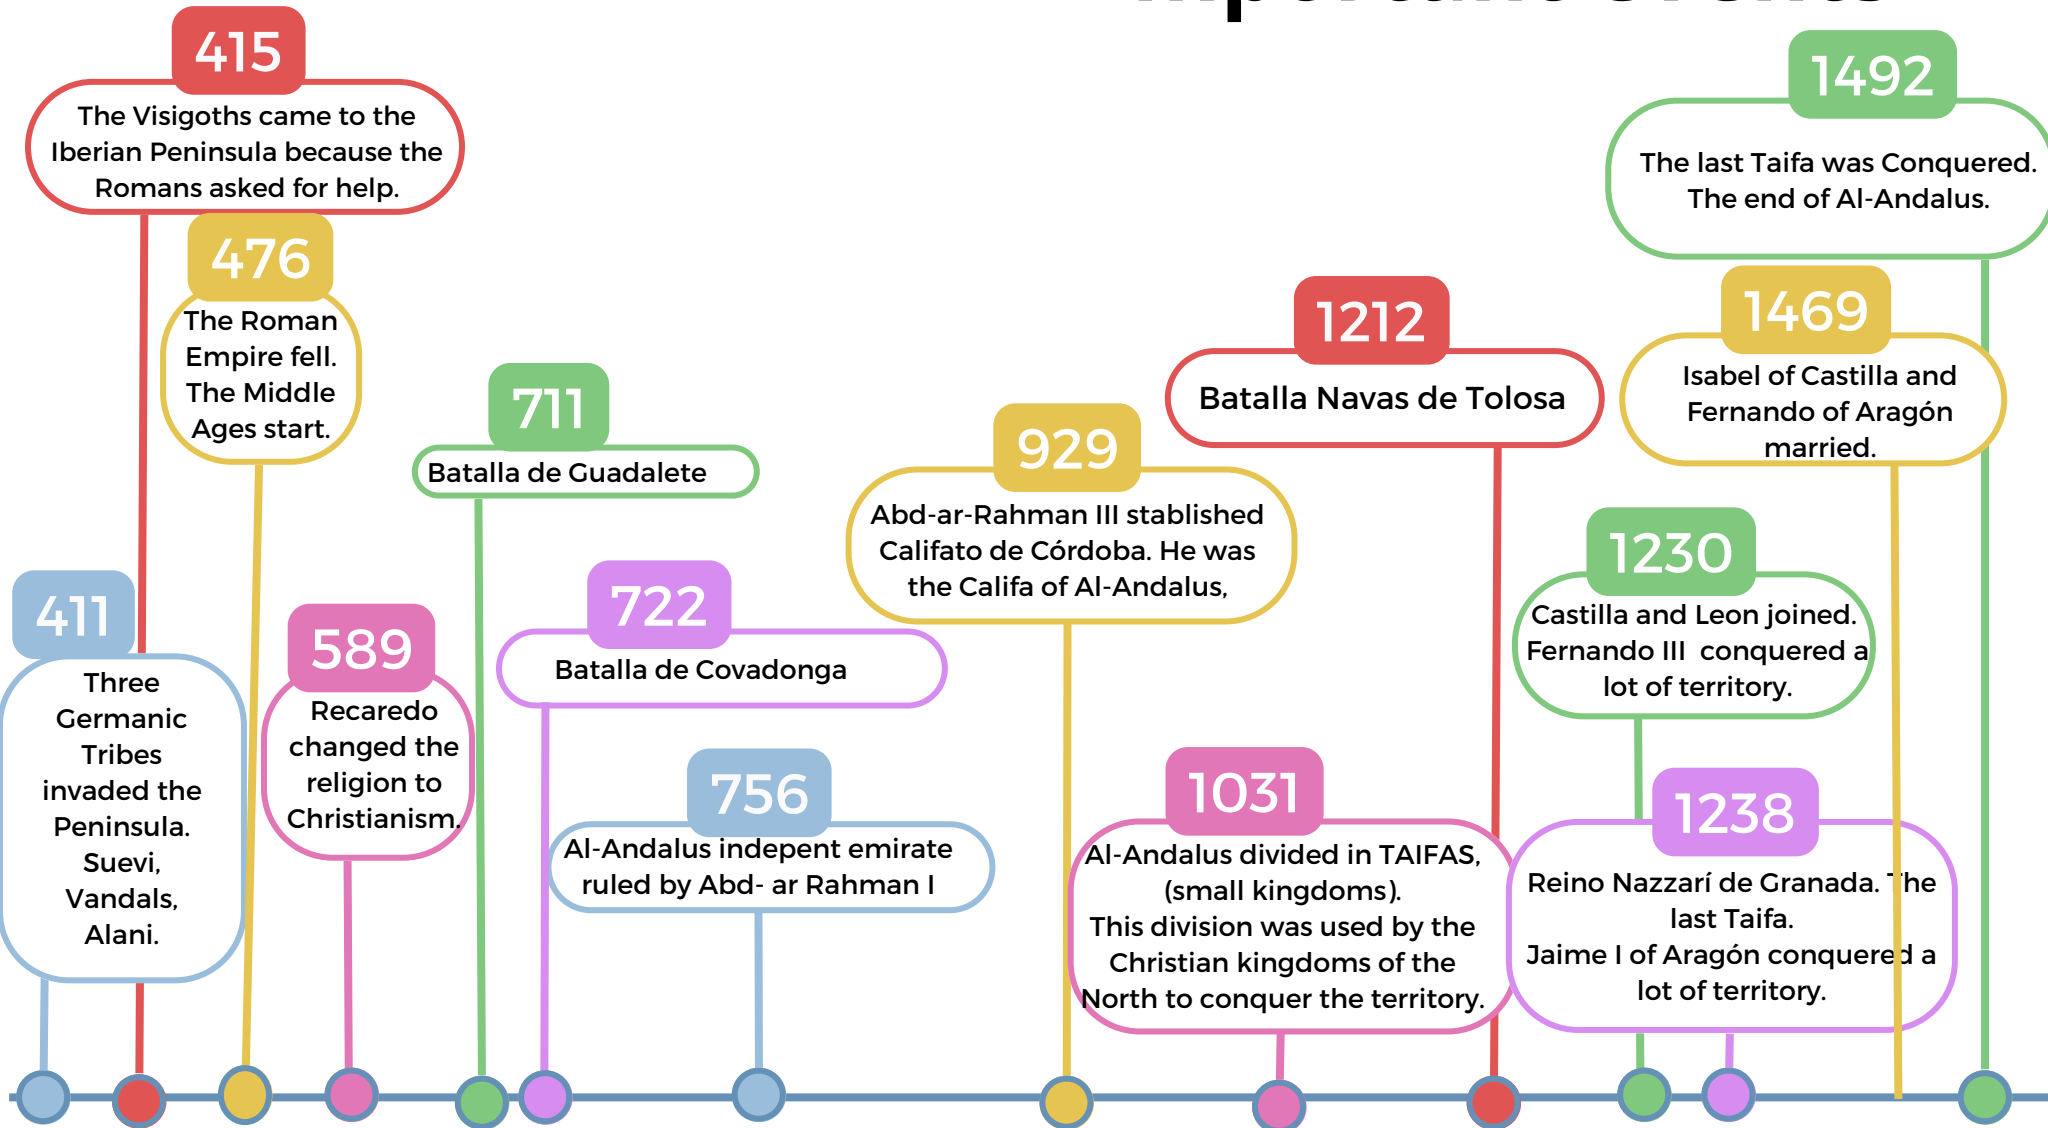 415
The Visigoths came to the
Iberian Peninsula because the
Romans asked for help.
476
The Roman
Empire fell.
The Middle
Ages start.
411
Three
Germanic
Tribes
invaded the
Peninsula.
Suevi,
Vandals,
Alani.
589
Recaredo
changed the
religion to
Christianism.
711
Batalla de Guadalete
722
Batalla de Covadonga
756
Al-Andalus indepent emirate
ruled by Abd- ar Rahman I
929
Abd-ar-Rahman III stablished
Califato de Córdoba. He was
the Califa of Al-Andalus,
1031
Al-Andalus divided in TAIFAS,
(small kingdoms).
This division was used by the
Christian kingdoms of the
North to conquer the territory.
1212
Batalla Navas de Tolosa
1230
Castilla and Leon joined.
Fernando III  conquered a
lot of territory.
1238
Reino Nazzarí de Granada. The
last Taifa.
Jaime I of Aragón conquered a
lot of territory.
1469
Isabel of Castilla and
Fernando of Aragón
married.
1492
The last Taifa was Conquered.
The end of Al-Andalus.